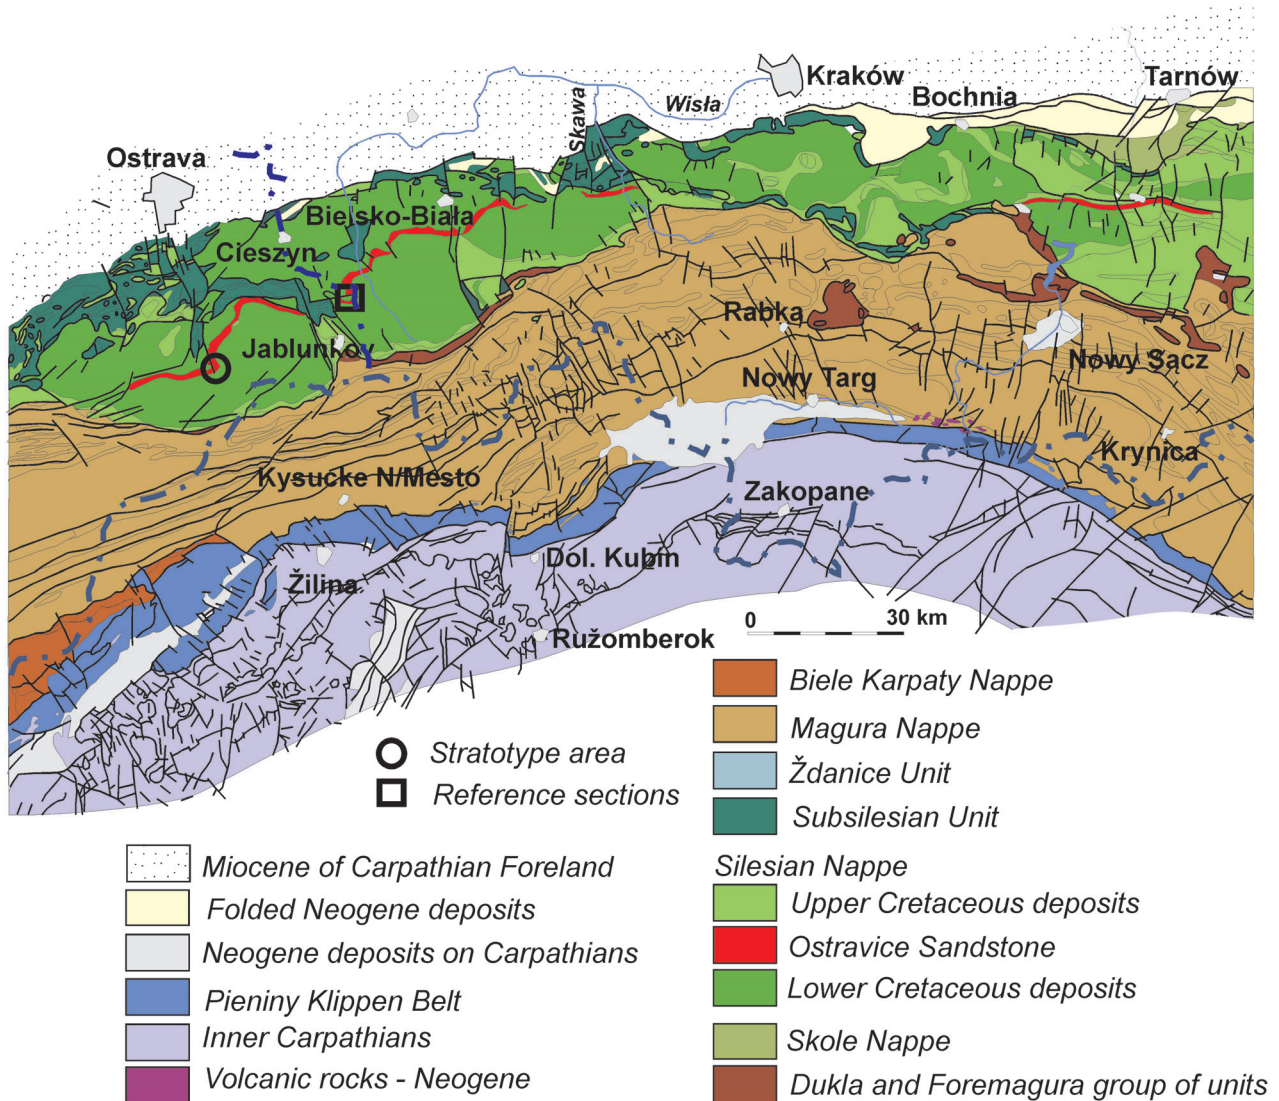 Kraków
Tarnów
Bochnia
Wisła
Skawa
Ostrava
Bielsko-Biała
Cieszyn
Rabka
Jablunkov
Nowy Sącz
Nowy Targ
Krynica
Kysucke N/Mesto
Zakopane
Dol. Kubin
Žilina
0 30 km
Ružomberok
Biele Karpaty Nappe
Magura Nappe
Stratotype area
Ždanice Unit
Reference sections
Subsilesian Unit
Miocene of Carpathian Foreland
Folded Neogene deposits
Neogene deposits on Carpathians
Pieniny Klippen Belt
Inner Carpathians
Volcanic rocks - Neogene
Silesian Nappe
Upper Cretaceous deposits
Ostravice Sandstone
Lower Cretaceous deposits
Skole Nappe
Dukla and Foremagura group of units